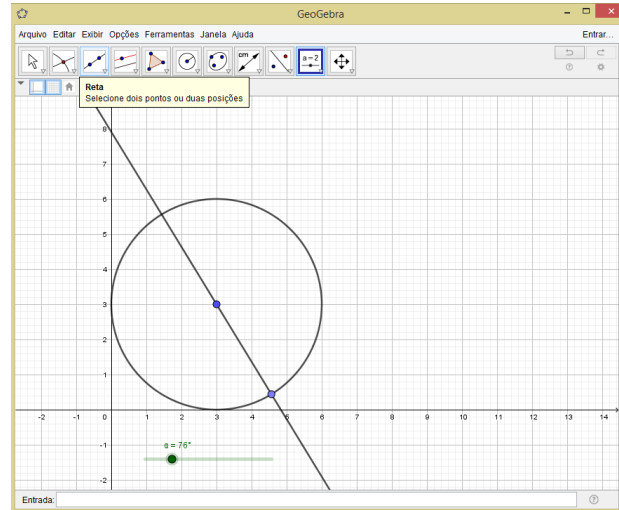 GeoGebra
Arquivo Editar Exibir Opções Ferramentas Janela Ajuda
Entrar...
cm
a=2
Reta
Selecione dois pontos ou duas posições
8
7
6
5
4
3
2
1
-2 -1 0 1 2 3 4 5 6 7 8 9 10 11 12 13 14
-1
α = 76°
-2
Entrada: